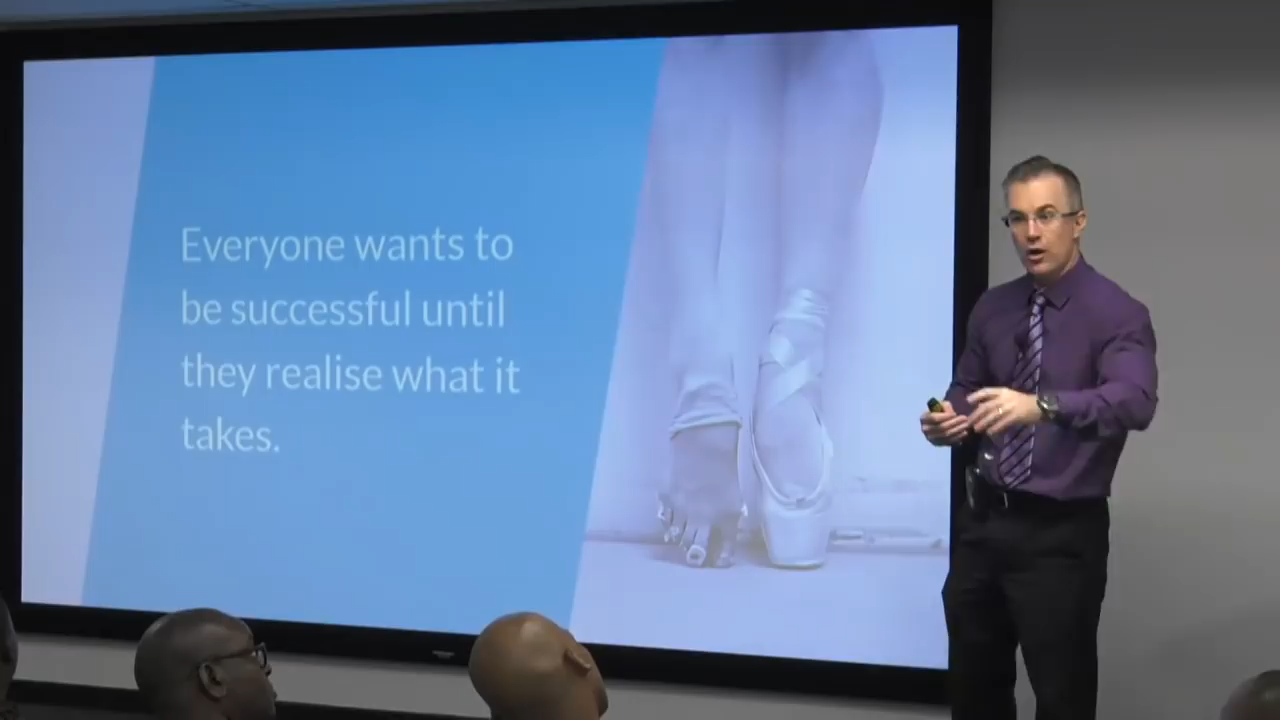 Everyone wants to
be successful until
they realise what it
takes.